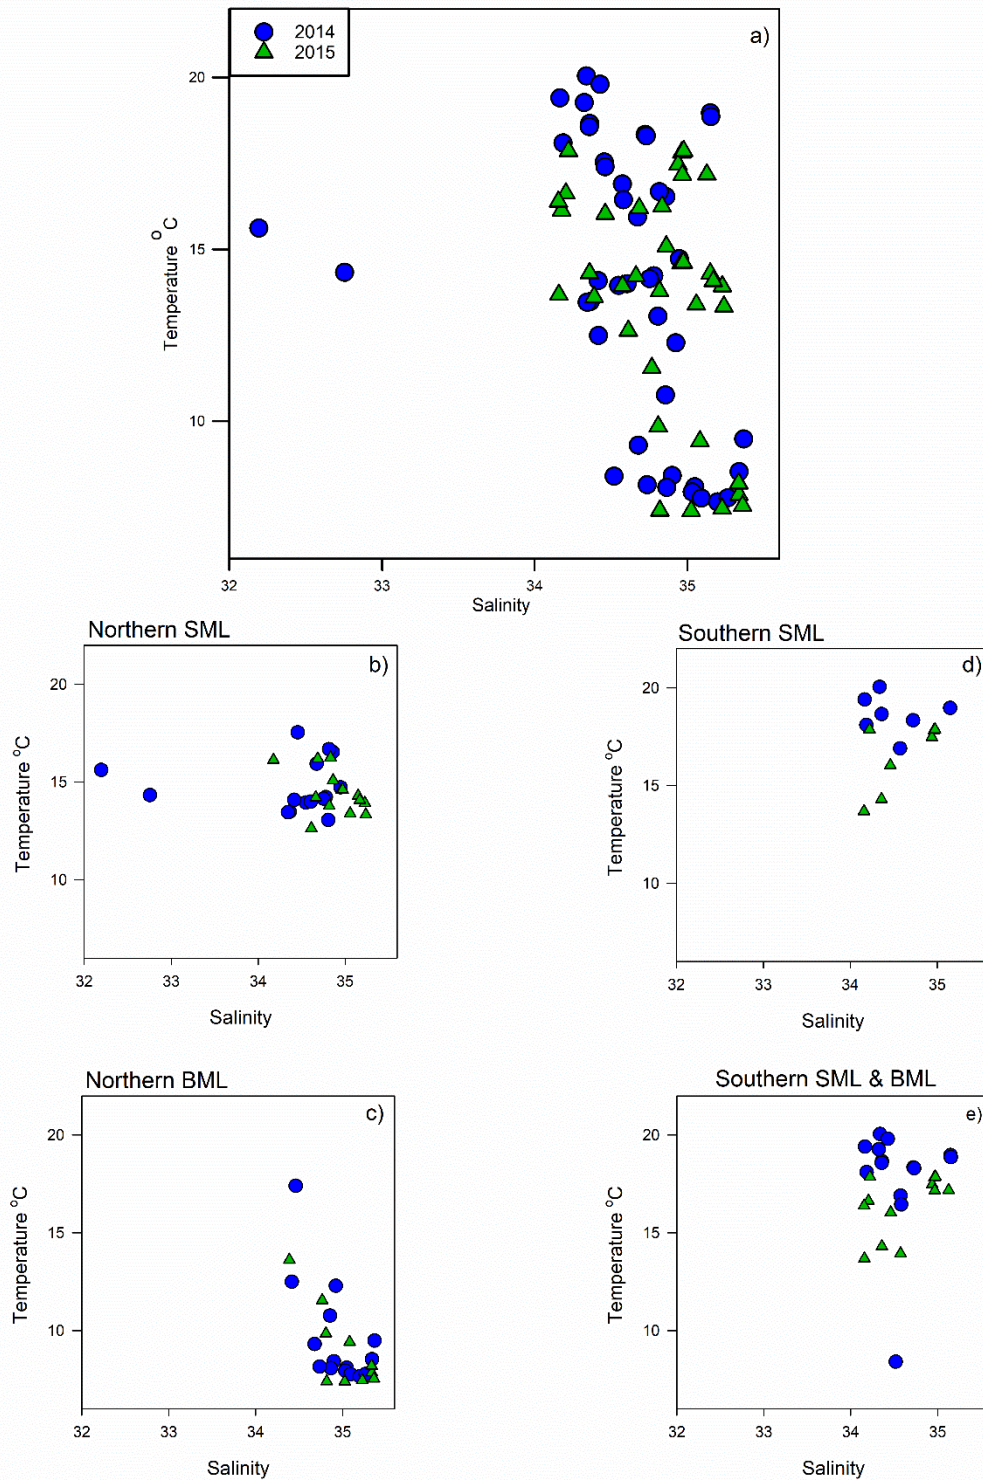 2014
2015
a)
20
15
10
Temperature °C
32 33 34 35
Salinity
Northern SML
b)
20
15
10
Temperature °C
32 33 34 35
Salinity
Southern SML
d)
20
15
10
Temperature °C
32 33 34 35
Salinity
Northern BML
c)
20
15
10
Temperature °C
32 33 34 35
Salinity
Southern SML & BML
e)
20
15
10
Temperature °C
32 33 34 35
Salinity